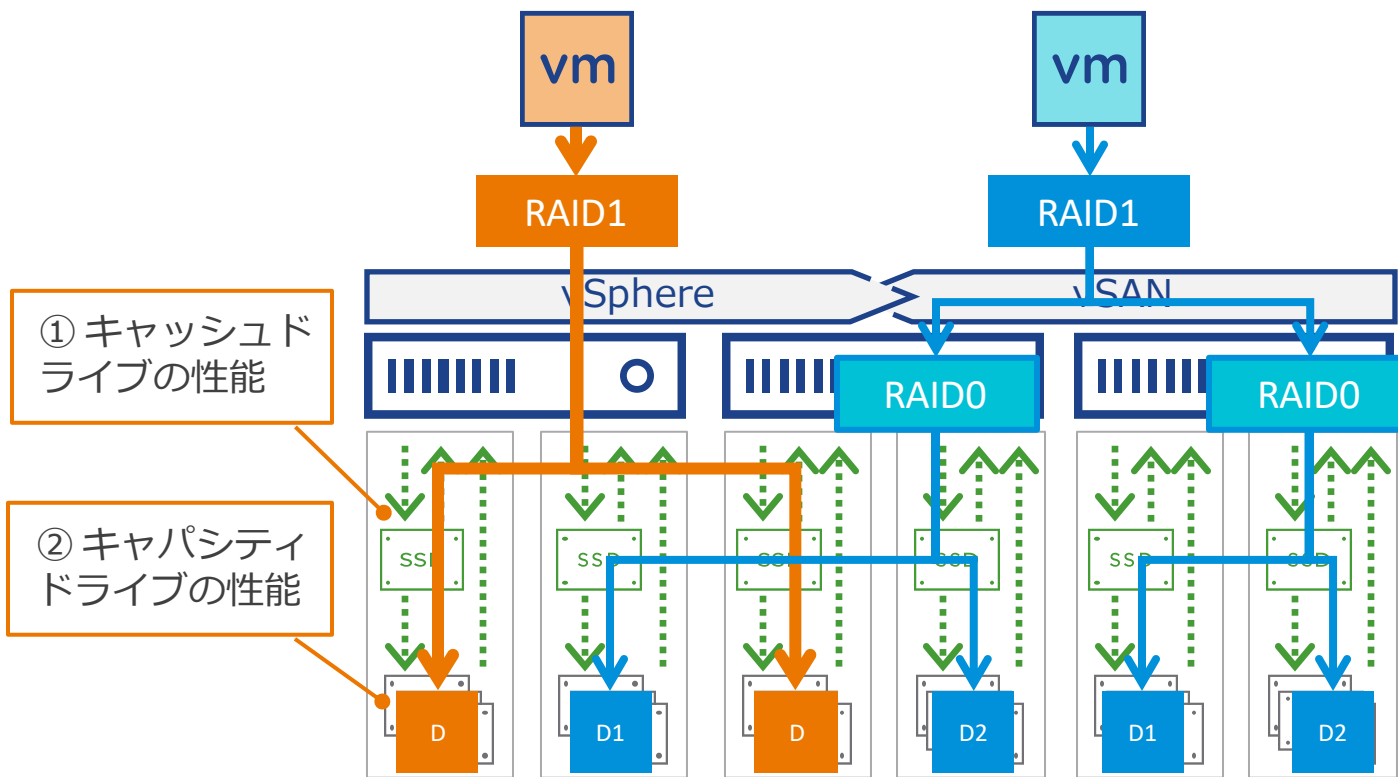 vm
vm
RAID1
RAID1
vSphere
vSAN
① キャッシュド
ライブの性能
RAID0
RAID0
② キャパシティ
ドライブの性能
SSD
SSD
SSD
SSD
SSD
SSD
D
D1
D
D2
D1
D2